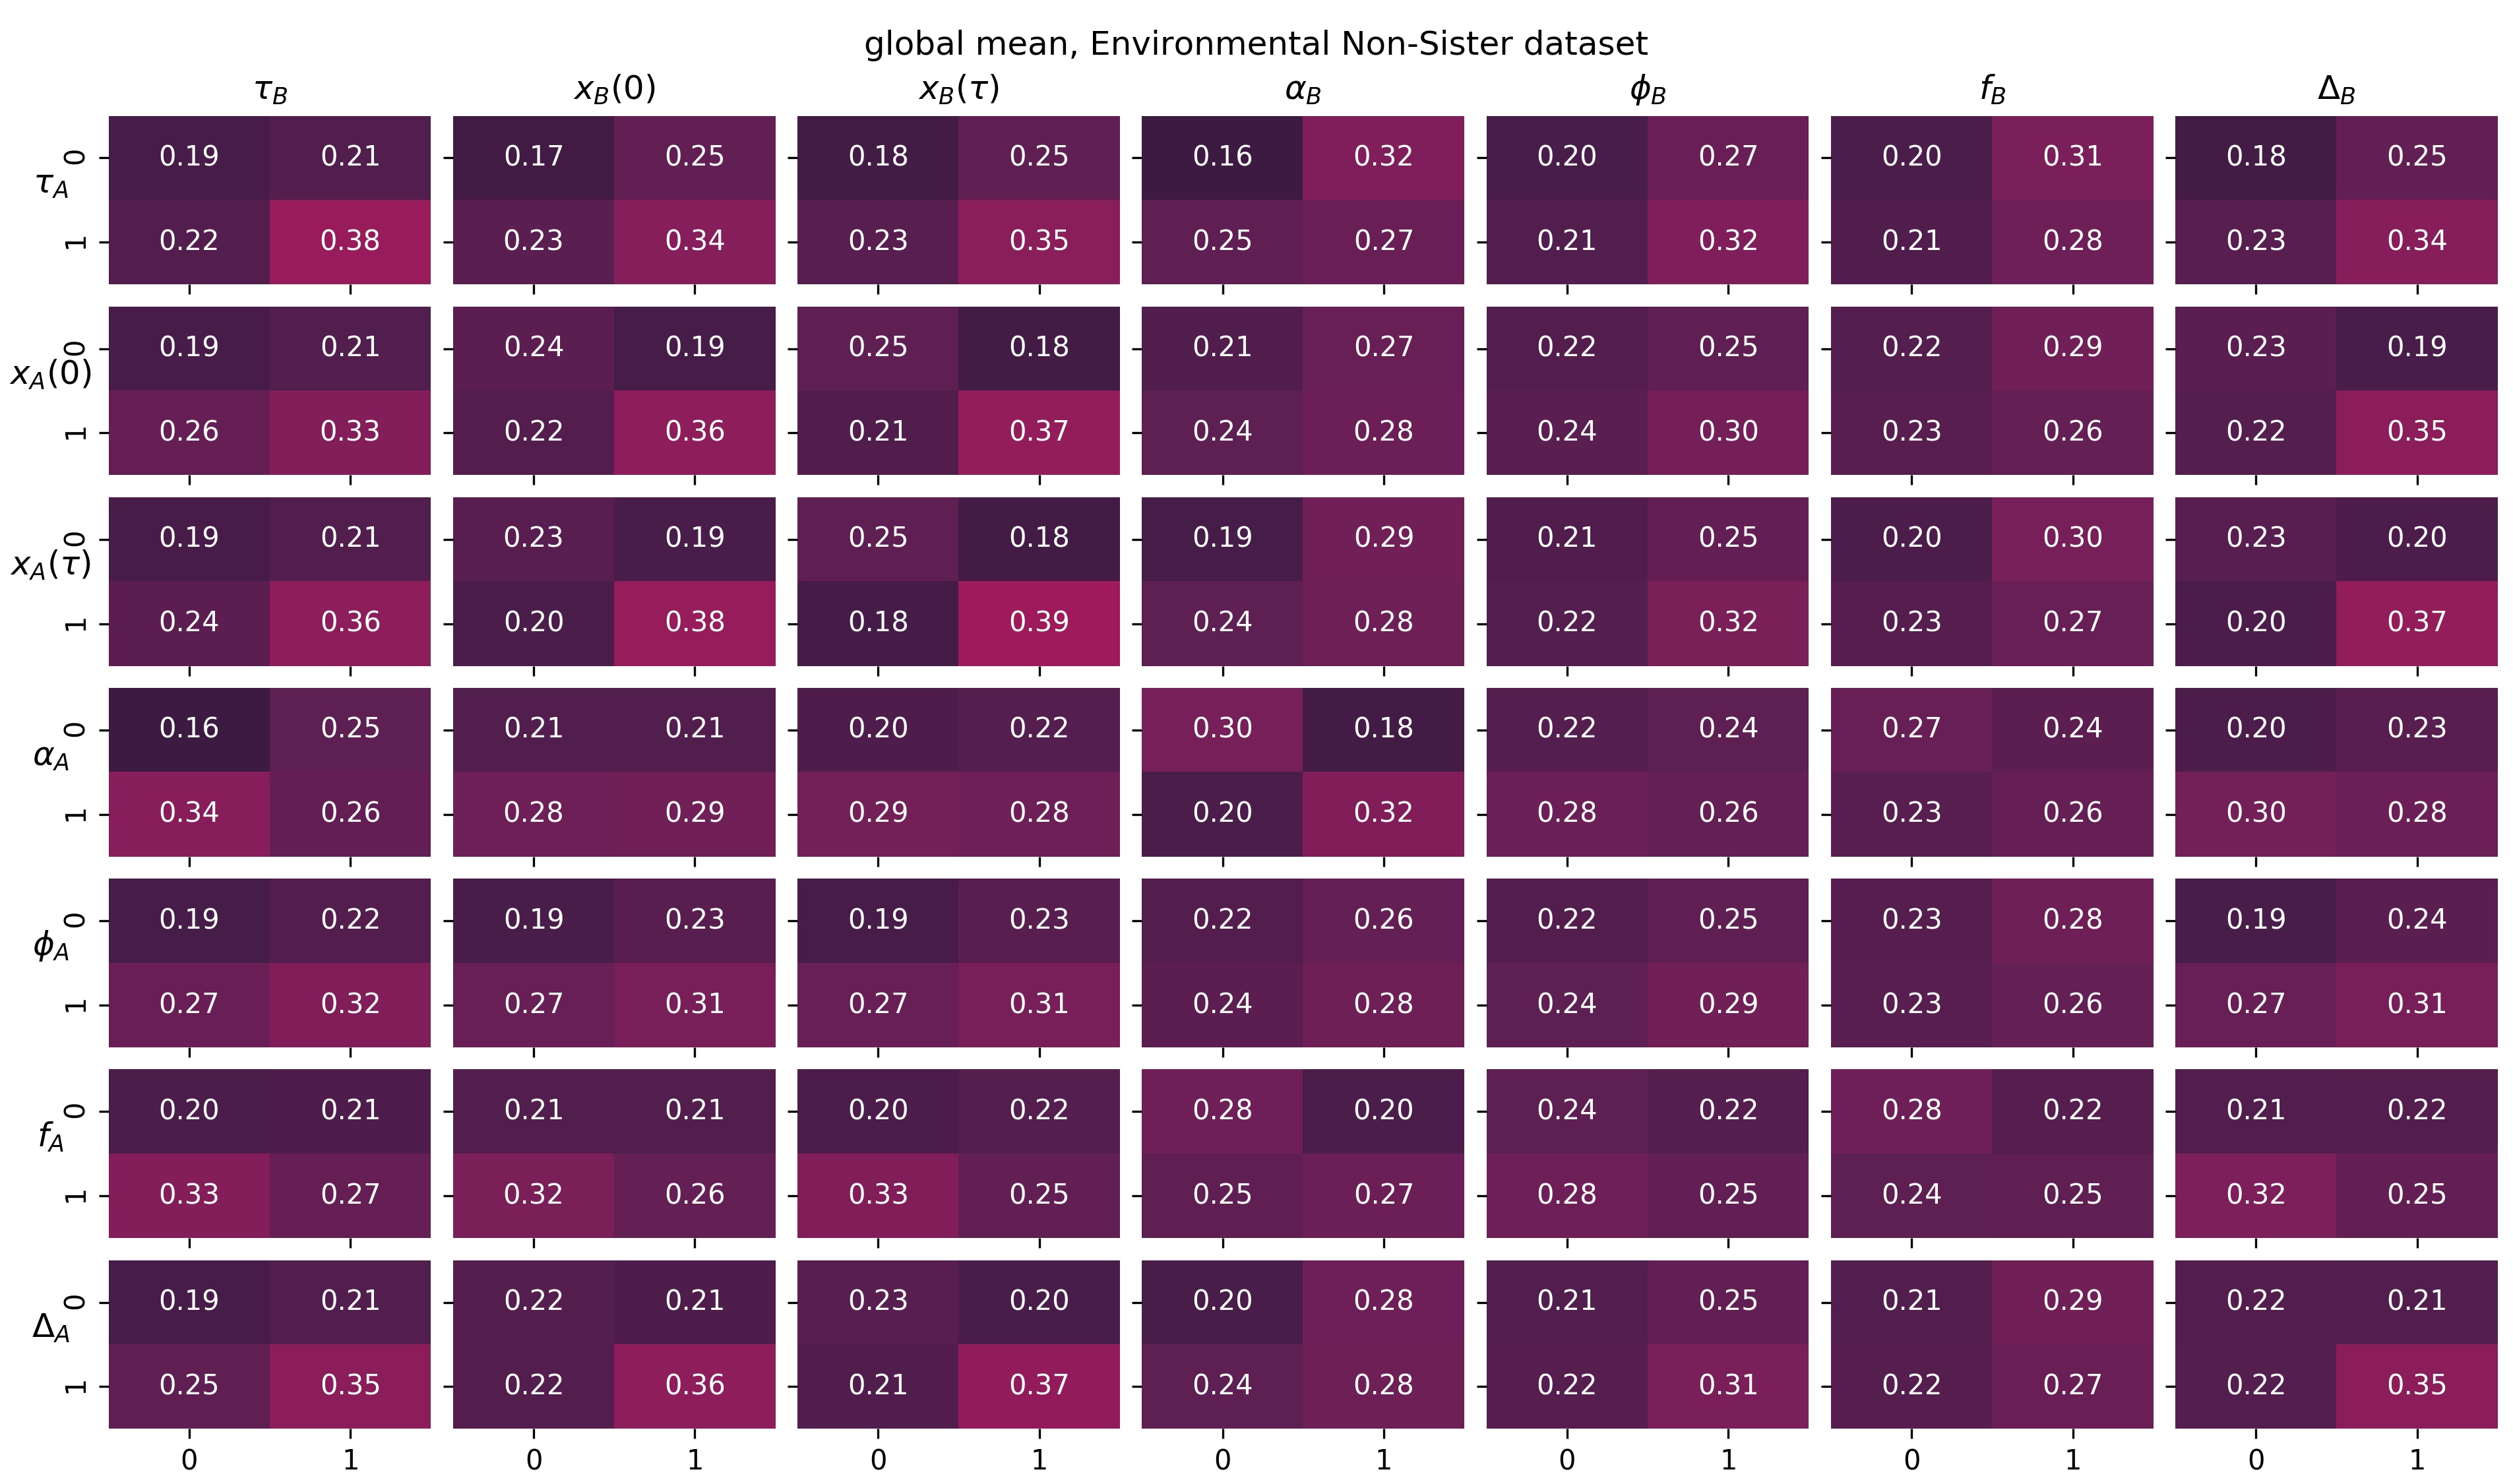 global mean, Environmental Non-Sister dataset
τ_B x_B(0) x_B(τ) α_B ϕ_B f_B Δ_B
0 0.19 0.21 0.17 0.25 0.18 0.25 0.16 0.32 0.20 0.27 0.20 0.31 0.18 0.25
τ_A
1 0.22 0.38 0.23 0.34 0.23 0.35 0.25 0.27 0.21 0.32 0.21 0.28 0.23 0.34
0 0.19 0.21 0.24 0.19 0.25 0.18 0.21 0.27 0.22 0.25 0.22 0.29 0.23 0.19
x_A(0)
1 0.26 0.33 0.22 0.36 0.21 0.37 0.24 0.28 0.24 0.30 0.23 0.26 0.22 0.35
0 0.19 0.21 0.23 0.19 0.25 0.18 0.19 0.29 0.21 0.25 0.20 0.30 0.23 0.20
x_A(τ)
1 0.24 0.36 0.20 0.38 0.18 0.39 0.24 0.28 0.22 0.32 0.23 0.27 0.20 0.37
0 0.16 0.25 0.21 0.21 0.20 0.22 0.30 0.18 0.22 0.24 0.27 0.24 0.20 0.23
α_A
1 0.34 0.26 0.28 0.29 0.29 0.28 0.20 0.32 0.28 0.26 0.23 0.26 0.30 0.28
0 0.19 0.22 0.19 0.23 0.19 0.23 0.22 0.26 0.22 0.25 0.23 0.28 0.19 0.24
ϕ_A
1 0.27 0.32 0.27 0.31 0.27 0.31 0.24 0.28 0.24 0.29 0.23 0.26 0.27 0.31
0 0.20 0.21 0.21 0.21 0.20 0.22 0.28 0.20 0.24 0.22 0.28 0.22 0.21 0.22
f_A
1 0.33 0.27 0.32 0.26 0.33 0.25 0.25 0.27 0.28 0.25 0.24 0.25 0.32 0.25
0 0.19 0.21 0.22 0.21 0.23 0.20 0.20 0.28 0.21 0.25 0.21 0.29 0.22 0.21
Δ_A
1 0.25 0.35 0.22 0.36 0.21 0.37 0.24 0.28 0.22 0.31 0.22 0.27 0.22 0.35
0 1 0 1 0 1 0 1 0 1 0 1 0 1